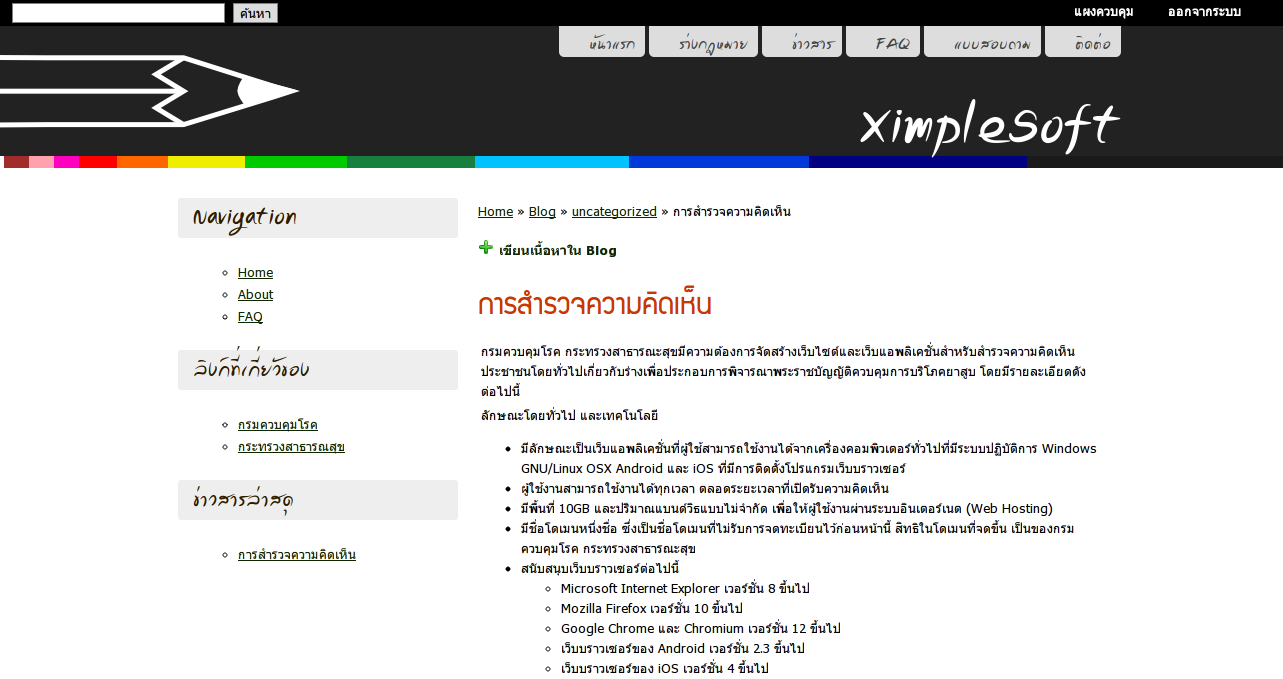 ค้นหา
แผงควบคุม
ออกจากระบบ
หน้าแรก
ร่างกฎหมาย
ข่าวสาร
FAQ
แบบสอบถาม
ติดต่อ
XimpleSoft
Navigation
Home
About
FAQ
ลิงก์ที่เกี่ยวข้อง
กรมควบคุมโรค
กระทรวงสาธารณสุข
ข่าวสารล่าสุด
การสำรวจความคิดเห็น
Home » Blog » uncategorized » การสำรวจความคิดเห็น
เขียนเนื้อหาใน Blog
การสำรวจความคิดเห็น
กรมควบคุมโรค กระทรวงสาธารณะสุขมีความต้องการจัดสร้างเว็บไซต์และเว็บแอพลิเคชั่นสำหรับสำรวจความคิดเห็น
ประชาชนโดยทั่วไปเกี่ยวกับร่างเพื่อประกอบการพิจารณาพระราชบัญญัติควบคุมการบริโภคยาสูบ โดยมีรายละเอียดดัง
ต่อไปนี้
ลักษณะโดยทั่วไป และเทคโนโลยี
มีลักษณะเป็นเว็บแอพลิเคชั่นที่ผู้ใช้สามารถใช้งานได้จากเครื่องคอมพิวเตอร์ทั่วไปที่มีระบบปฏิบัติการ Windows
GNU/Linux OSX Android และ iOS ที่มีการติดตั้งโปรแกรมเว็บบราวเซอร์
ผู้ใช้งานสามารถใช้งานได้ทุกเวลา ตลอดระยะเวลาที่เปิดรับความคิดเห็น
มีพื้นที่ 10GB และปริมาณแบนด์วีธแบบไม่จำกัด เพื่อให้ผู้ใช้งานผ่านระบบอินเตอร์เนต (Web Hosting)
มีชื่อโดเมนหนึ่งชื่อ ซึ่งเป็นชื่อโดเมนที่ไม่รับการจดทะเบียนไว้ก่อนหน้านี้ สิทธิในโดเมนที่จดขึ้น เป็นของกรม
ควบคุมโรค กระทรวงสาธารณะสุข
สนับสนุนเว็บบราวเซอร์ต่อไปนี้
Microsoft Internet Explorer เวอร์ชั่น 8 ขึ้นไป
Mozilla Firefox เวอร์ชั่น 10 ขึ้นไป
Google Chrome และ Chromium เวอร์ชั่น 12 ขึ้นไป
เว็บบราวเซอร์ของ Android เวอร์ชั่น 2.3 ขึ้นไป
เว็บบราวเซอร์ของ iOS เวอร์ชั่น 4 ขึ้นไป